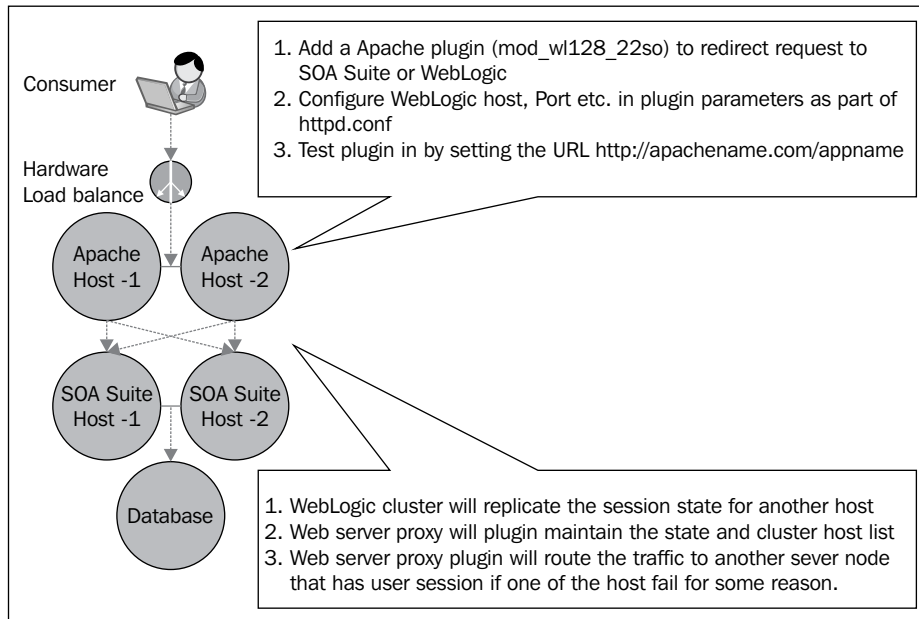 Consumer
Hardware
Load balance
Apache
Host -1
Apache
Host -2
SOA Suite
Host -1
SOA Suite
Host -2
Database
1. Add a Apache plugin (mod_wl128_22so) to redirect request to
SOA Suite or WebLogic
2. Configure WebLogic host, Port etc. in plugin parameters as part of
httpd.conf
3. Test plugin in by setting the URL http://apachename.com/appname
1. WebLogic cluster will replicate the session state for another host
2. Web server proxy will plugin maintain the state and cluster host list
3. Web server proxy plugin will route the traffic to another sever node
that has user session if one of the host fail for some reason.